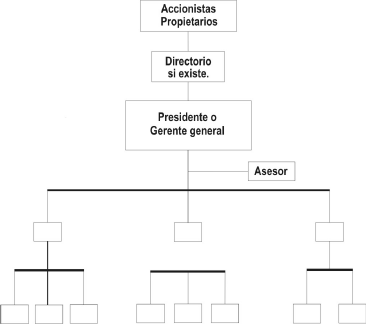 Accionistas
Propietarios
Directorio
si existe.
Presidente o
Gerente general
Asesor